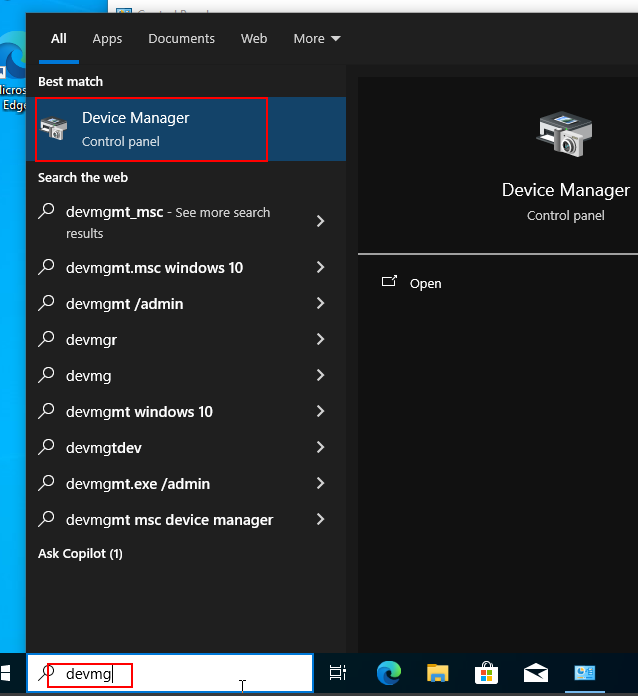 Control Panel
All Apps Documents Web More
Best match
Device Manager
Control panel
Search the web
devmgmt_msc - See more search
results
devmgmt.msc windows 10
devmgmt /admin
devmgr
devmg
devmgmt windows 10
devmgtdev
devmgmt.exe /admin
devmgmt msc device manager
Ask Copilot (1)
Device Manager
Control panel
Open
Edge
devmg